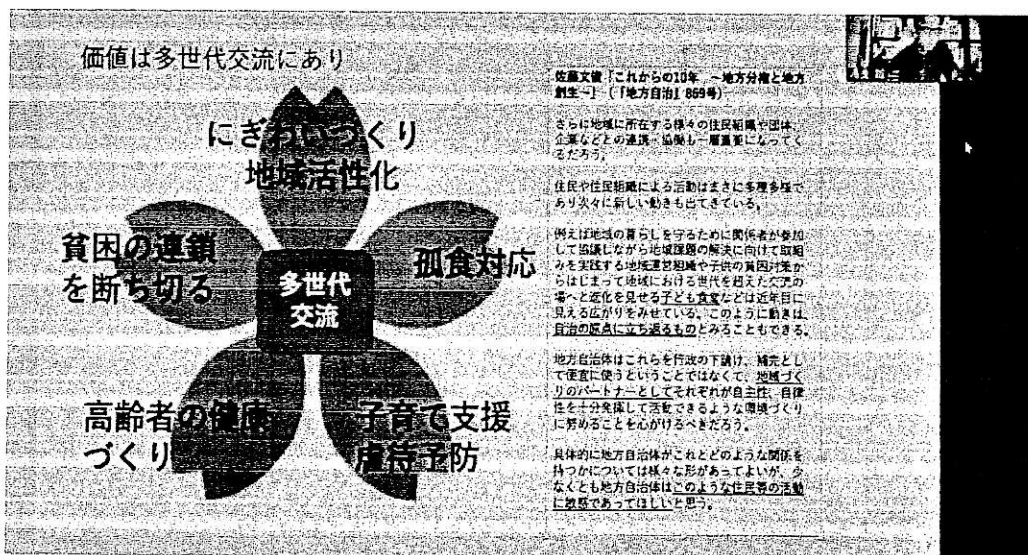 価値は多世代交流にあり
にぎわいづくり
地域活性化
貧困の連鎖
を断ち切る
孤食対応
多世代
交流
高齢者の健康
づくり
子育て支援
虐待予防
佐藤文俊「これからの10年 ~地方分権と地方
創生~」(『地方自治』869号)
さらに地域に所在する様々な住民組織や団体、
企業などとの連携・協働も一層重要になってく
るだろう。
住民や住民組織による活動はまさに多種多様で
あり次々に新しい動きも出てきている。
例えば地域の暮らしを守るために関係者が参加
して協議しながら地域課題の解決に向けて取組
みを実践する地域運営組織や子供の貧困対策か
らはじまって地域における世代を超えた交流の
場へと進化を見せる子ども食堂などは近年目に
見える広がりをみせている。このように動きは
自治の原点に立ち返るものとみることもできる。
地方自治体はこれらを行政の下請け、補完とし
て便宜に使うということではなくて、地域づく
りのパートナーとしてそれぞれが自主性、自律
性を十分発揮して活動できるような環境づくり
に努めることを心がけるべきだろう。
具体的に地方自治体がこれとどのような関係を
持つかについては様々な形があってよいが、少
なくとも地方自治体はこのような住民等の活動
に敏感であってほしいと思う。